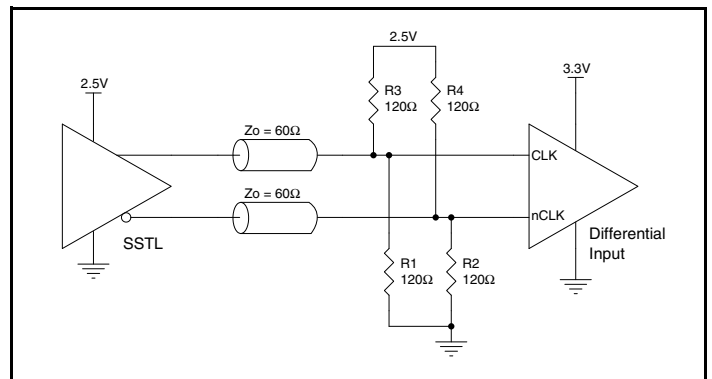 2.5V
2.5V
3.3V
R3
120Ω
R4
120Ω
Zo = 60Ω
CLK
Zo = 60Ω
nCLK
SSTL
Differential
Input
R1
120Ω
R2
120Ω